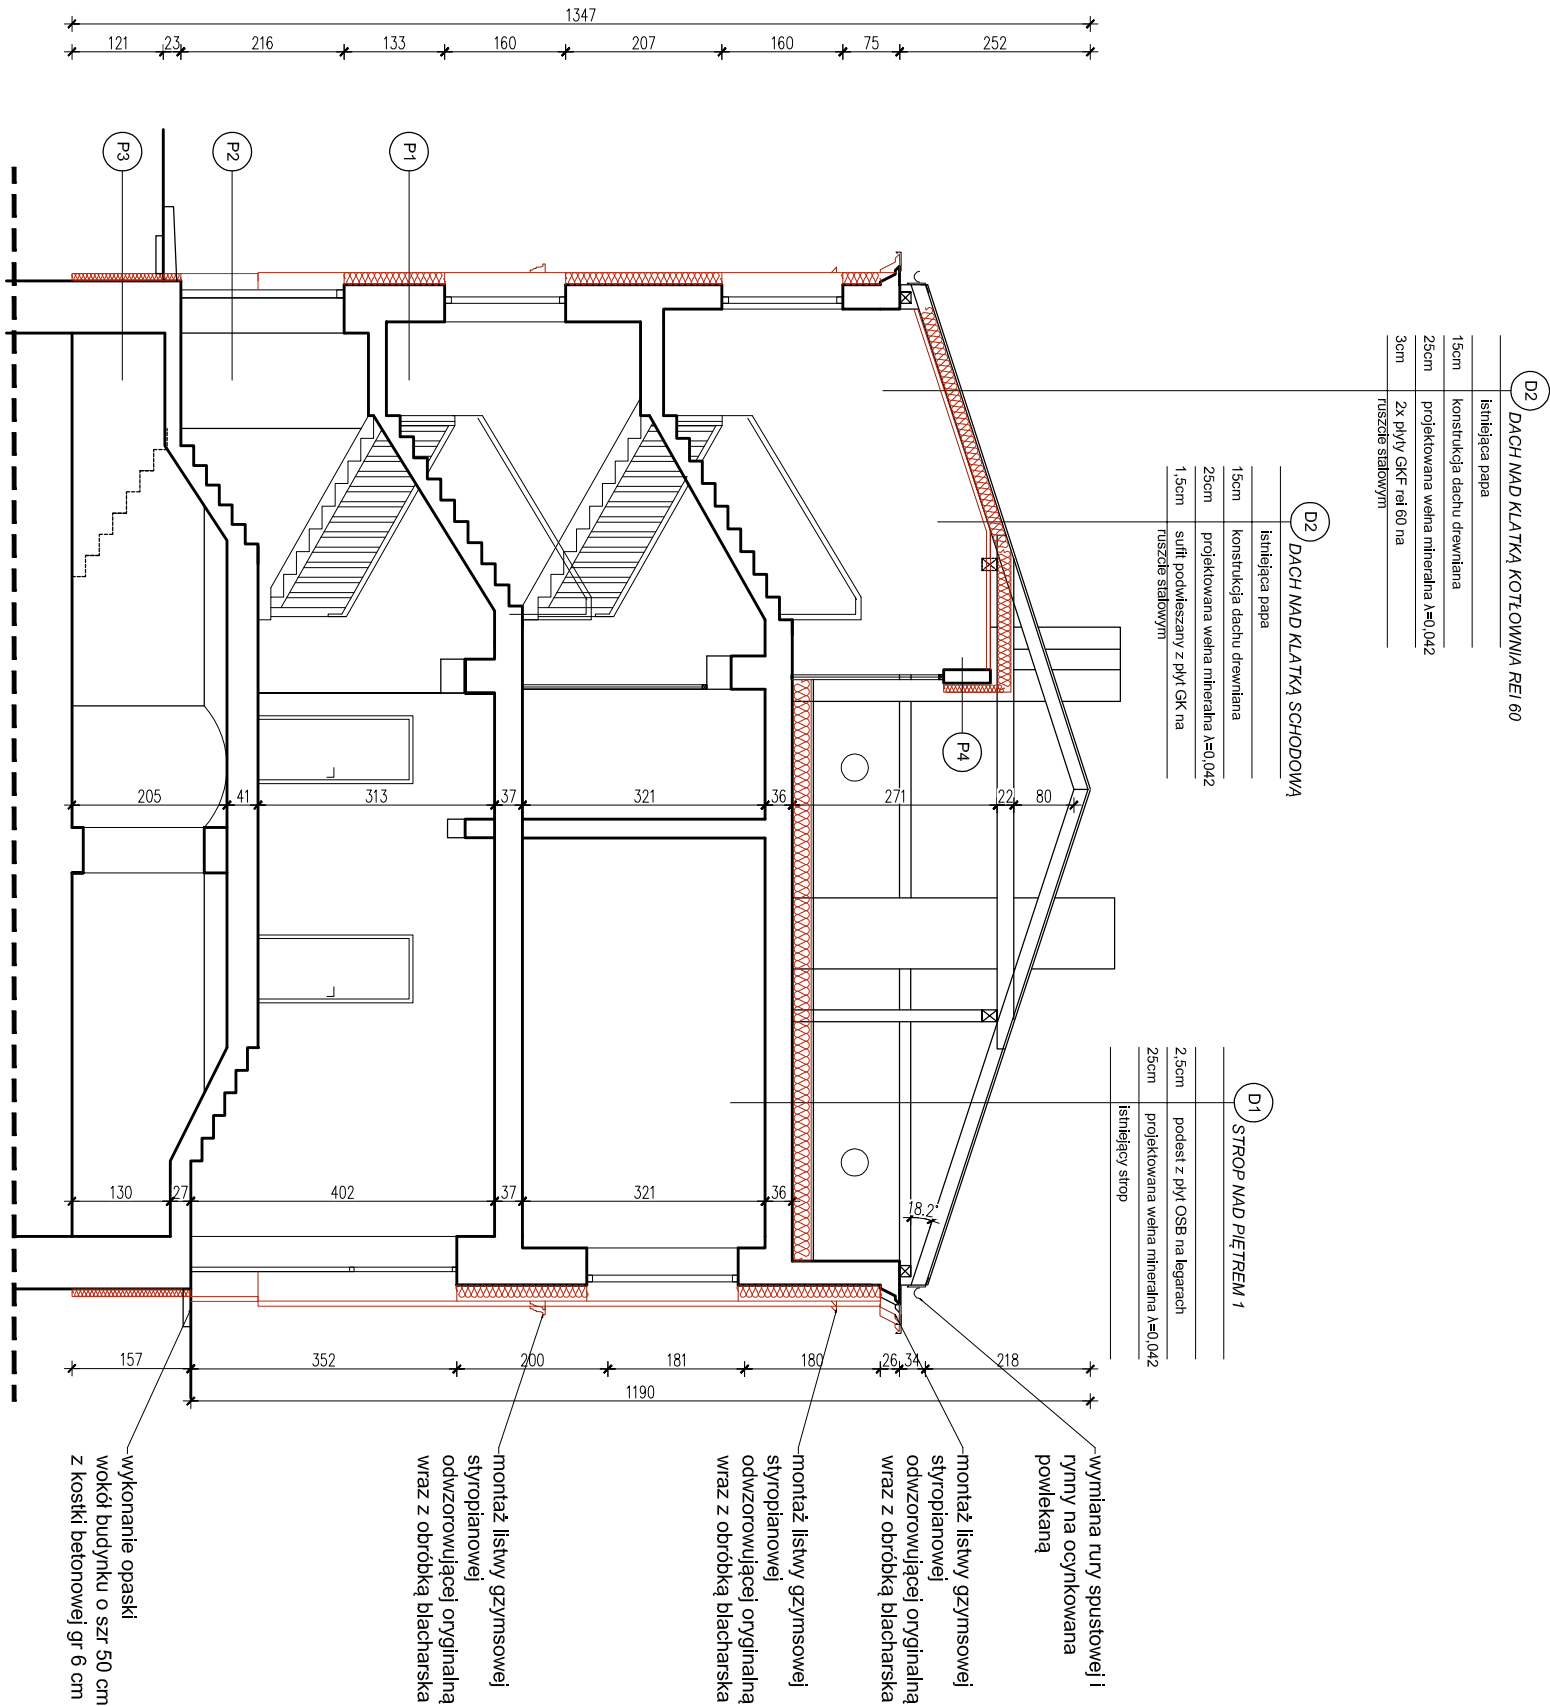 D2
DACH NAD KLATKĄ KOTŁOWNIA REI 60
istniejąca papa
15cm konstrukcja dachu drewniana
25cm projektowana wełna mineralna λ=0,042
3cm 2x płyty GKF rei 60 na
ruszcie stalowym
D2
DACH NAD KLATKĄ SCHODOWĄ
istniejąca papa
15cm konstrukcja dachu drewniana
25cm projektowana wełna mineralna λ=0,042
1,5cm sufit podwieszany z płyt GK na
ruszcie stalowym
D1
STROP NAD PIĘTREM 1
2,5cm podest z płyt OSB na legarach
25cm projektowana wełna mineralna λ=0,042
istniejący strop
wymiana rury spustowej i
rynny na ocynkowana
powlekaną
montaż listwy gzymsowej
styropianowej
odwzorowującej oryginalną
wraz z obróbką blacharska
montaż listwy gzymsowej
styropianowej
odwzorowującej oryginalną
wraz z obróbką blacharska
montaż listwy gzymsowej
styropianowej
odwzorowującej oryginalną
wraz z obróbką blacharska
wykonanie opaski
wokół budynku o szr 50 cm
z kostki betonowej gr 6 cm
P1
P2
P3
P4
1347
121 23 216 133 160 207 160 75 252
205 41 313 37 321 36 271 22 80
130 27 402 37 321 36
18.2°
157 352 200 181 180 26 34 218
1190